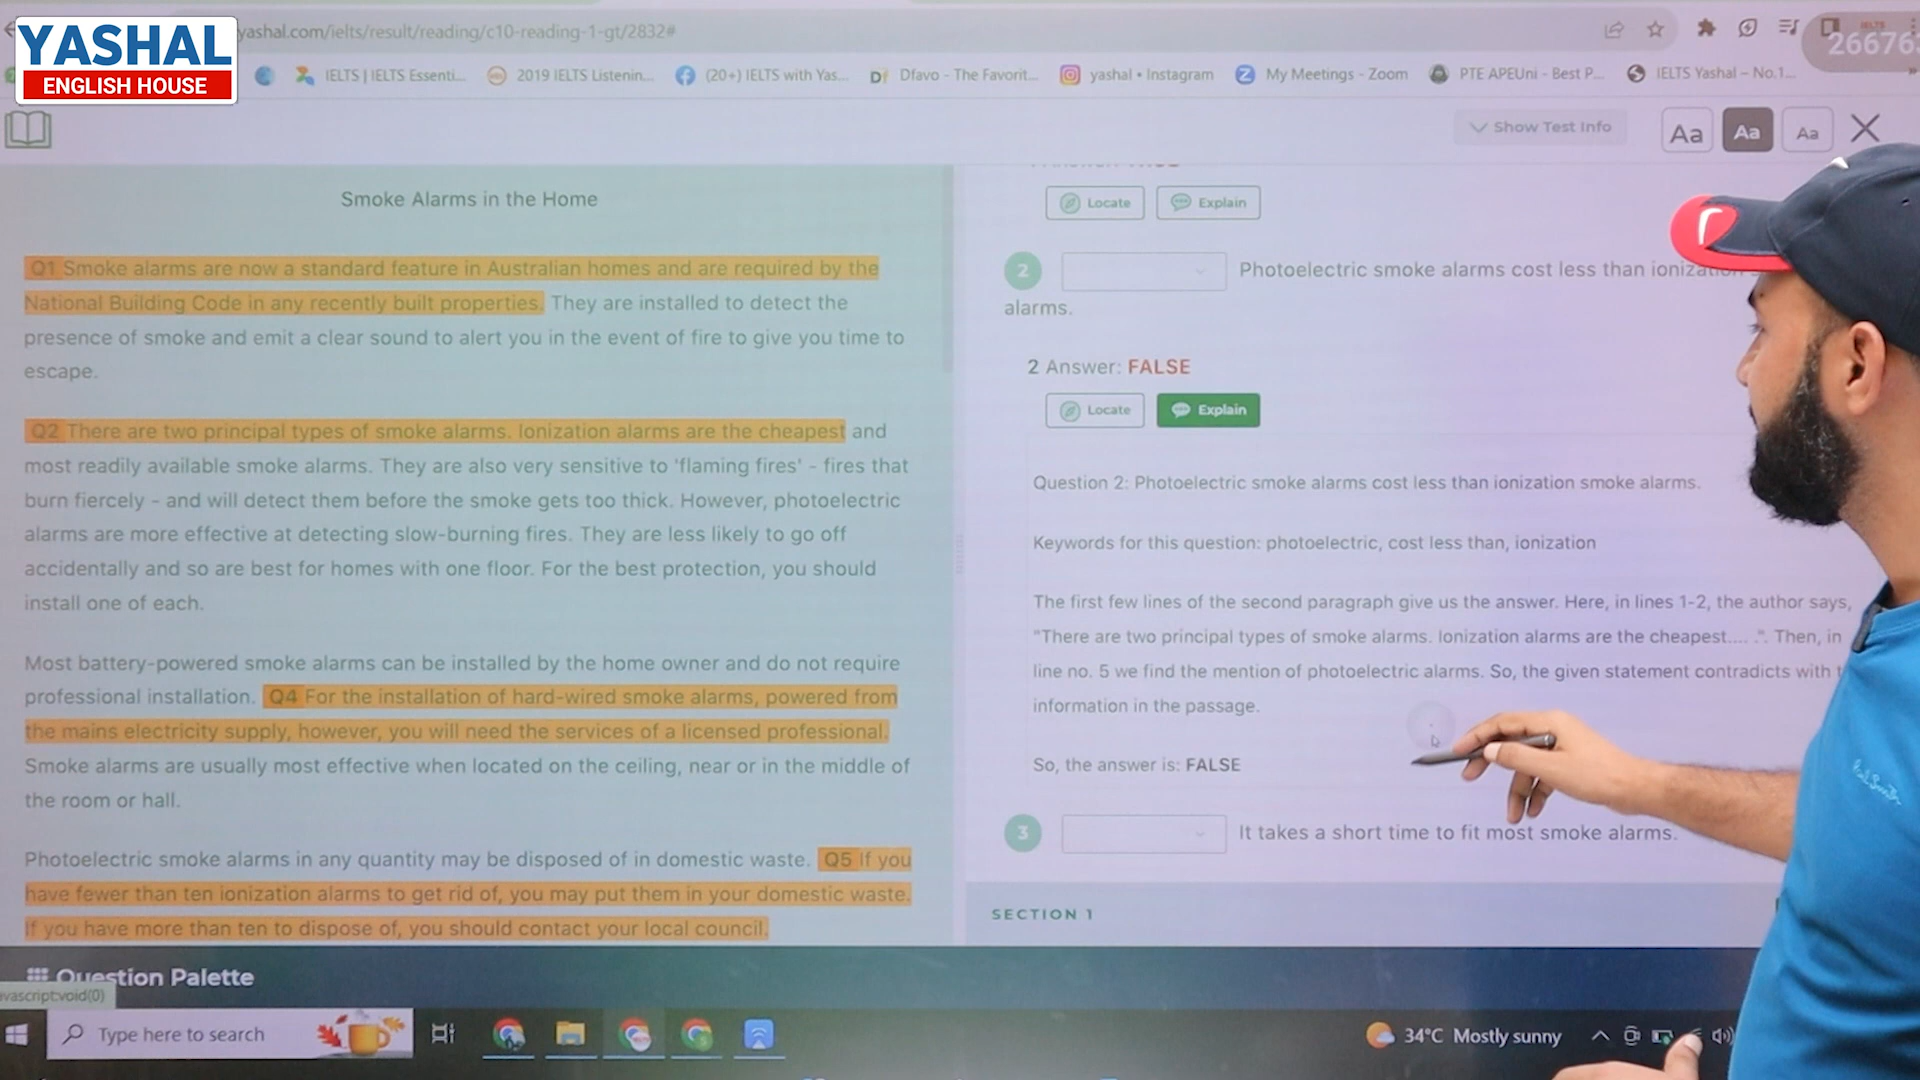 YASHAL
ENGLISH HOUSE
yashal.com/ielts/result/reading/c10-reading-1-gt/2832#
IELTS
26676
IELTS | IELTS Essenti...
2019 IELTS Listenin...
(20+) IELTS with Yas...
Dfavo - The Favorit...
yashal • Instagram
My Meetings - Zoom
PTE APEUni - Best P...
IELTS Yashal – No.1...
Show Test Info
Aa
Aa
Aa
Smoke Alarms in the Home
Q1 Smoke alarms are now a standard feature in Australian homes and are required by the
National Building Code in any recently built properties. They are installed to detect the
presence of smoke and emit a clear sound to alert you in the event of fire to give you time to
escape.
Q2 There are two principal types of smoke alarms. Ionization alarms are the cheapest and
most readily available smoke alarms. They are also very sensitive to 'flaming fires' - fires that
burn fiercely - and will detect them before the smoke gets too thick. However, photoelectric
alarms are more effective at detecting slow-burning fires. They are less likely to go off
accidentally and so are best for homes with one floor. For the best protection, you should
install one of each.
Most battery-powered smoke alarms can be installed by the home owner and do not require
professional installation. Q4 For the installation of hard-wired smoke alarms, powered from
the mains electricity supply, however, you will need the services of a licensed professional.
Smoke alarms are usually most effective when located on the ceiling, near or in the middle of
the room or hall.
Photoelectric smoke alarms in any quantity may be disposed of in domestic waste. Q5 If you
have fewer than ten ionization alarms to get rid of, you may put them in your domestic waste.
If you have more than ten to dispose of, you should contact your local council.
Locate
Explain
2
Photoelectric smoke alarms cost less than
alarms.
2 Answer: FALSE
Locate
Explain
Question 2: Photoelectric smoke alarms cost less than ionization smoke alarms.
Keywords for this question: photoelectric, cost less than, ionization
The first few lines of the second paragraph give us the answer. Here, in lines 1-2, the author says,
"There are two principal types of smoke alarms. Ionization alarms are the cheapest.... .". Then, in
line no. 5 we find the mention of photoelectric alarms. So, the given statement contradicts with
information in the passage.
So, the answer is: FALSE
3
It takes a short time to fit most smoke alarms.
SECTION 1
Question Palette
javascript:void(0)
Type here to search
34°C Mostly sunny